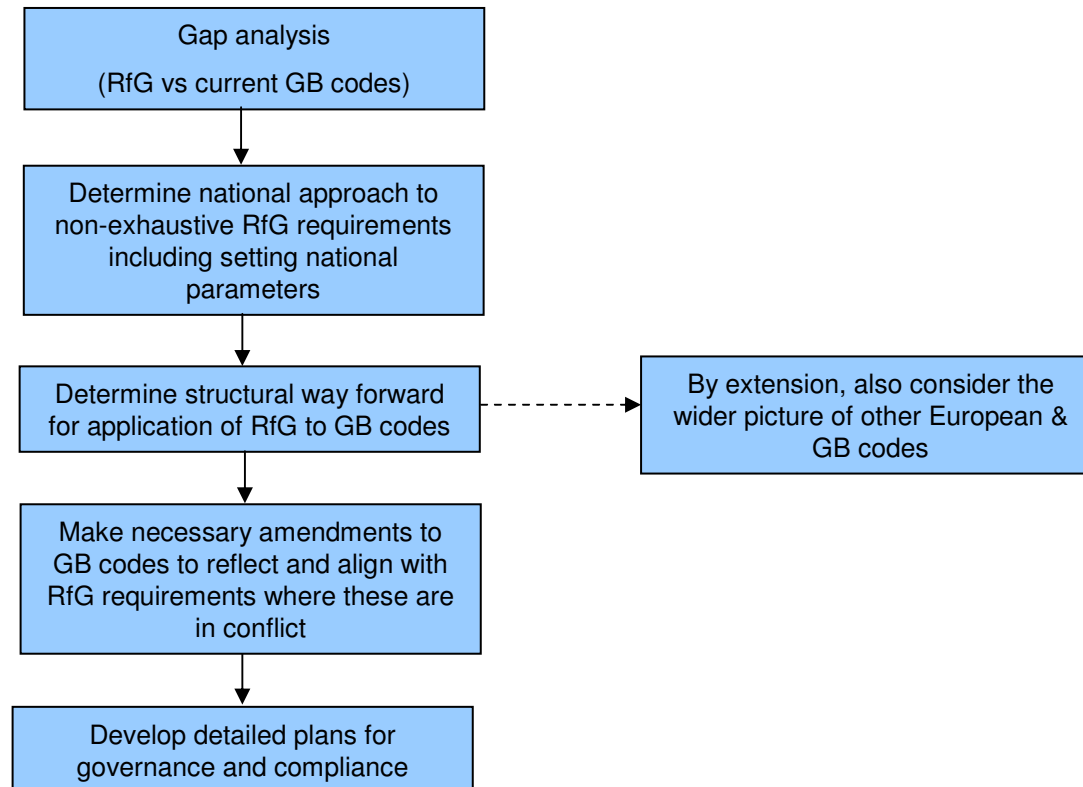 Gap analysis
(RfG vs current GB codes)
Determine national approach to
non-exhaustive RfG requirements
including setting national
parameters
Determine structural way forward
for application of RfG to GB codes
By extension, also consider the
wider picture of other European &
GB codes
Make necessary amendments to
GB codes to reflect and align with
RfG requirements where these are
in conflict
Develop detailed plans for
governance and compliance